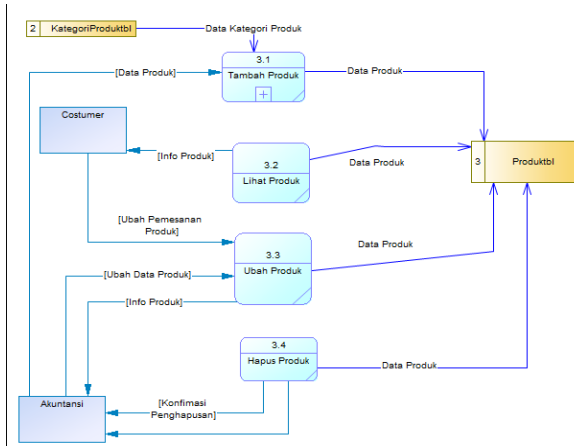 2 KategoriProduktbl
Data Kategori Produk
3.1
Tambah Produk
[Data Produk]
Data Produk
Costumer
[Info Produk]
3.2
Lihat Produk
Data Produk
3 Produktbl
[Ubah Pemesanan
Produk]
3.3
Ubah Produk
Data Produk
[Ubah Data Produk]
[Info Produk]
3.4
Hapus Produk
Data Produk
Akuntansi
[Konfimasi
Penghapusan]